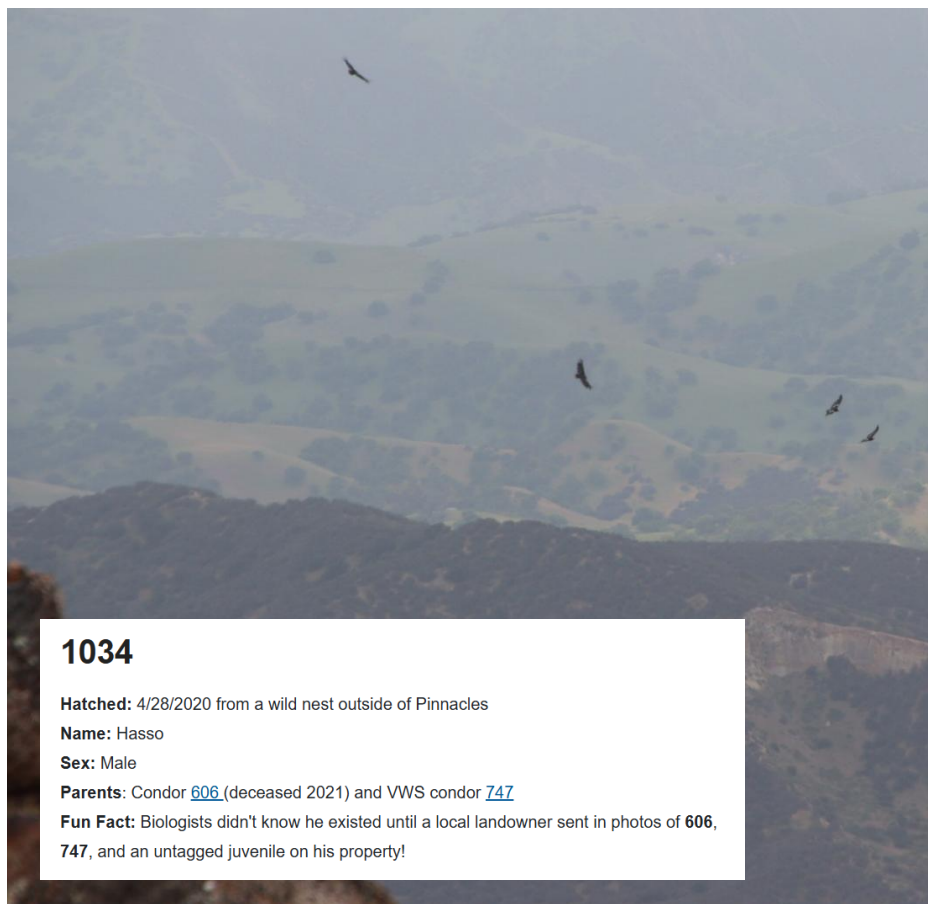 1034
Hatched: 4/28/2020 from a wild nest outside of Pinnacles
Name: Hasso
Sex: Male
Parents: Condor 606 (deceased 2021) and VWS condor 747
Fun Fact: Biologists didn't know he existed until a local landowner sent in photos of 606,
747, and an untagged juvenile on his property!